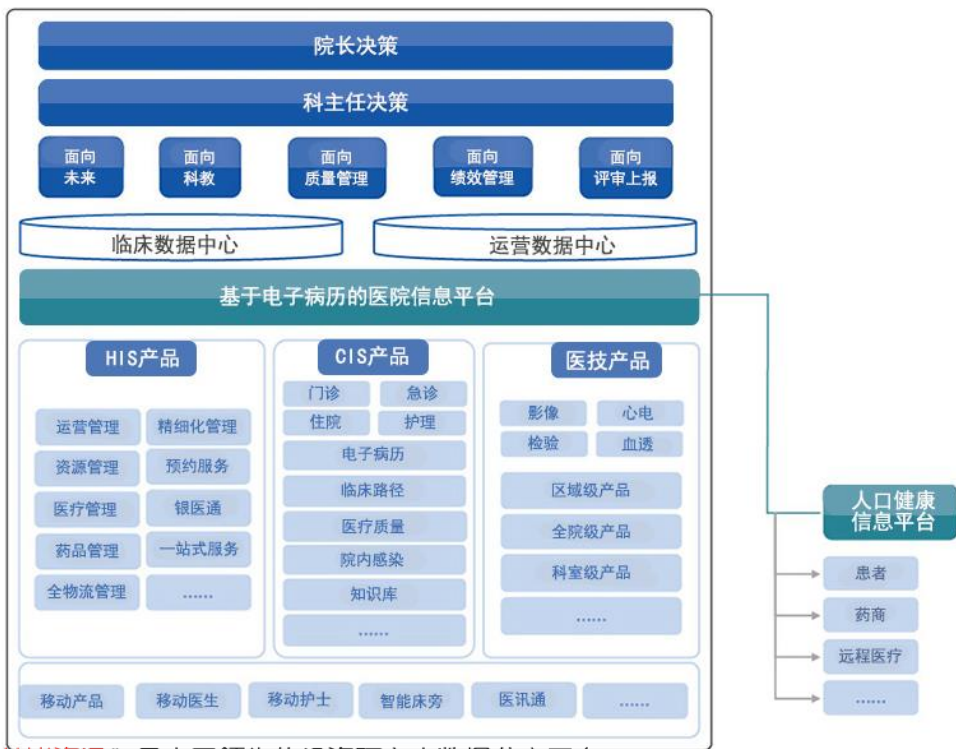 院长决策
科主任决策
面向
未来
面向
科教
面向
质量管理
面向
绩效管理
面向
评审上报
临床数据中心
运营数据中心
基于电子病历的医院信息平台
HIS产品
运营管理
精细化管理
资源管理
预约服务
医疗管理
银医通
药品管理
一站式服务
全物流管理
......
CIS产品
门诊
急诊
住院
护理
电子病历
临床路径
医疗质量
院内感染
知识库
......
医技产品
影像
心电
检验
血透
区域级产品
全院级产品
科室级产品
......
移动产品
移动医生
移动护士
智能床旁
医讯通
......
人口健康
信息平台
患者
药商
远程医疗
......